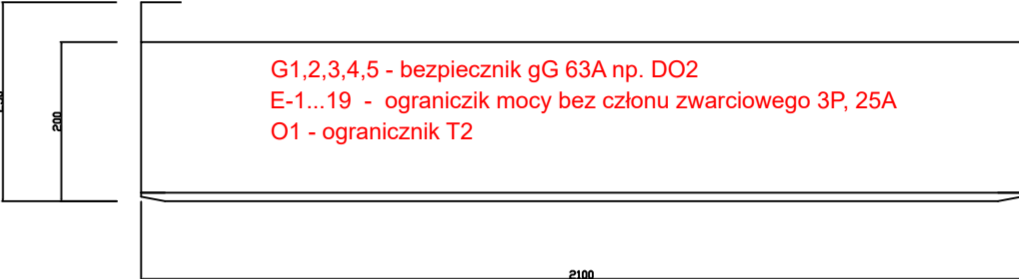 G1,2,3,4,5 - bezpiecznik gG 63A np. DO2
E-1...19 - ograniczik mocy bez członu zwarciowego 3P, 25A
O1 - ogranicznik T2
200
2100